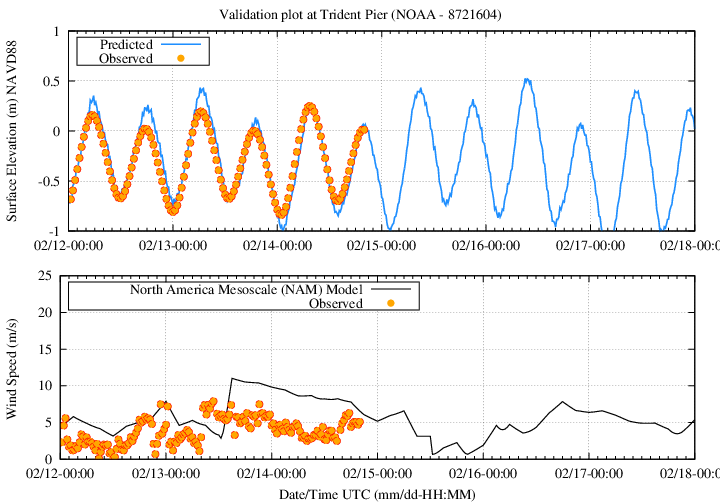 Validation plot at Trident Pier (NOAA - 8721604)
Surface Elevation (m) NAVD88
1
0.5
0
-0.5
-1
Predicted
Observed
02/12-00:00 02/13-00:00 02/14-00:00 02/15-00:00 02/16-00:00 02/17-00:00 02/18-00:00
Wind Speed (m/s)
25
20
15
10
5
0
North America Mesoscale (NAM) Model
Observed
02/12-00:00 02/13-00:00 02/14-00:00 02/15-00:00 02/16-00:00 02/17-00:00 02/18-00:00
Date/Time UTC (mm/dd-HH:MM)